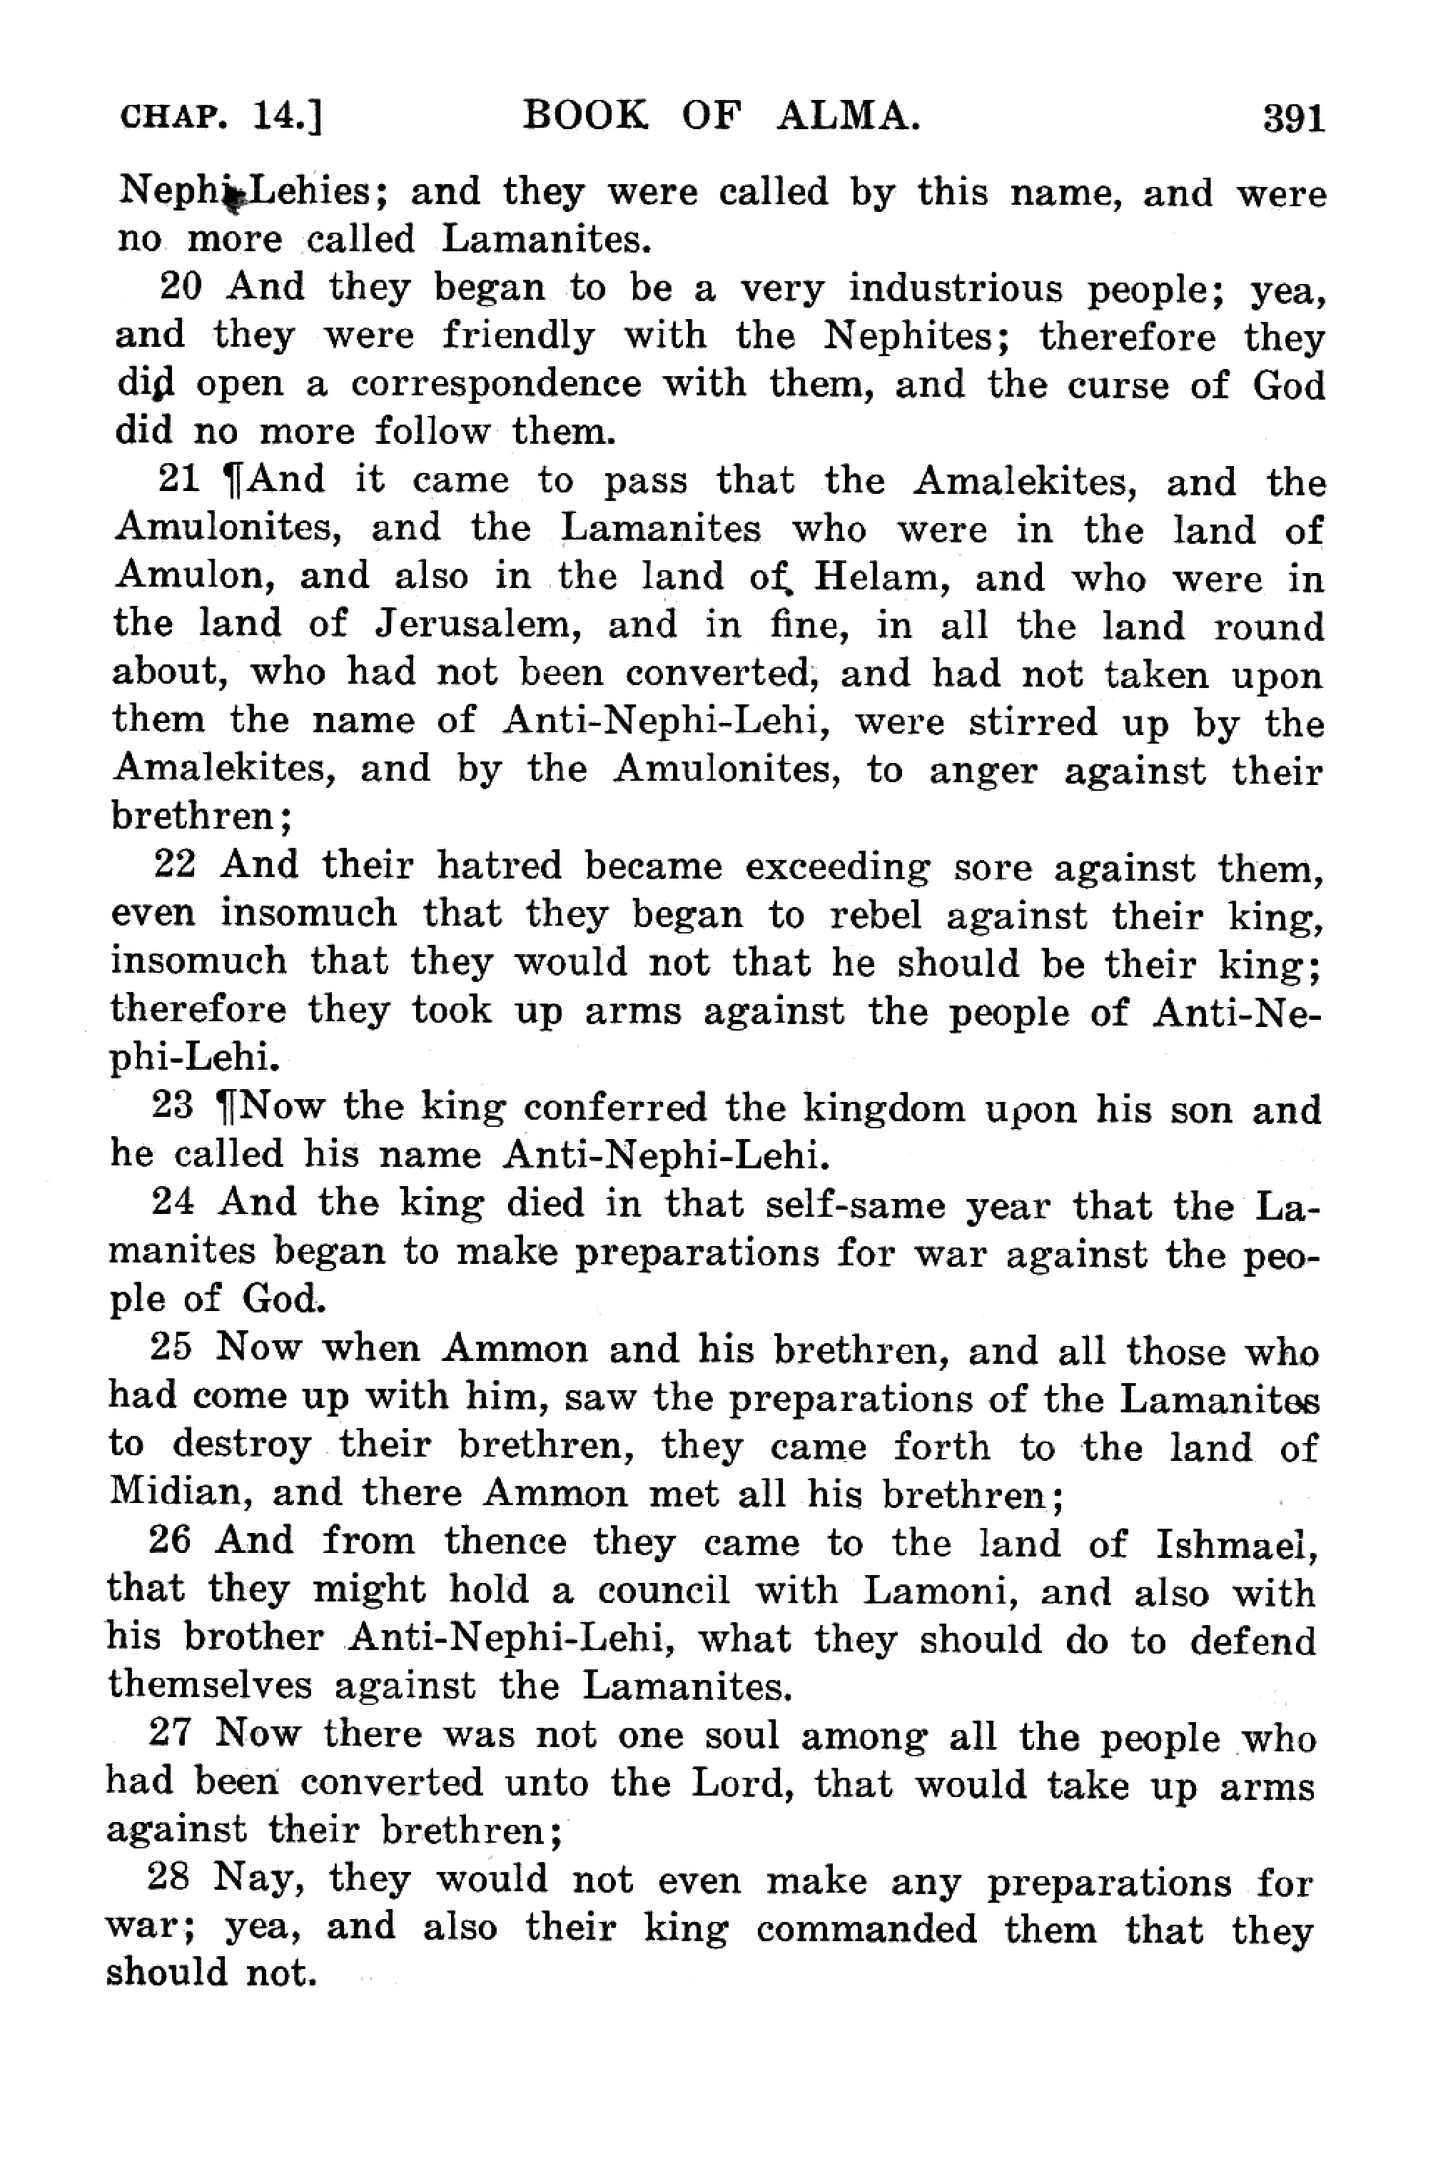 CHAP. 14.] BOOK OF ALMA. 391
Nephi-Lehies; and they were called by this name, and were
no more called Lamanites.
20 And they began to be a very industrious people; yea,
and they were friendly with the Nephites; therefore they
did open a correspondence with them, and the curse of God
did no more follow them.
21 ¶And it came to pass that the Amalekites, and the
Amulonites, and the Lamanites who were in the land of
Amulon, and also in the land of Helam, and who were in
the land of Jerusalem, and in fine, in all the land round
about, who had not been converted, and had not taken upon
them the name of Anti-Nephi-Lehi, were stirred up by the
Amalekites, and by the Amulonites, to anger against their
brethren;
22 And their hatred became exceeding sore against them,
even insomuch that they began to rebel against their king,
insomuch that they would not that he should be their king;
therefore they took up arms against the people of Anti-Ne-
phi-Lehi.
23 ¶Now the king conferred the kingdom upon his son and
he called his name Anti-Nephi-Lehi.
24 And the king died in that self-same year that the La-
manites began to make preparations for war against the peo-
ple of God.
25 Now when Ammon and his brethren, and all those who
had come up with him, saw the preparations of the Lamanites
to destroy their brethren, they came forth to the land of
Midian, and there Ammon met all his brethren;
26 And from thence they came to the land of Ishmael,
that they might hold a council with Lamoni, and also with
his brother Anti-Nephi-Lehi, what they should do to defend
themselves against the Lamanites.
27 Now there was not one soul among all the people who
had been converted unto the Lord, that would take up arms
against their brethren;
28 Nay, they would not even make any preparations for
war; yea, and also their king commanded them that they
should not.